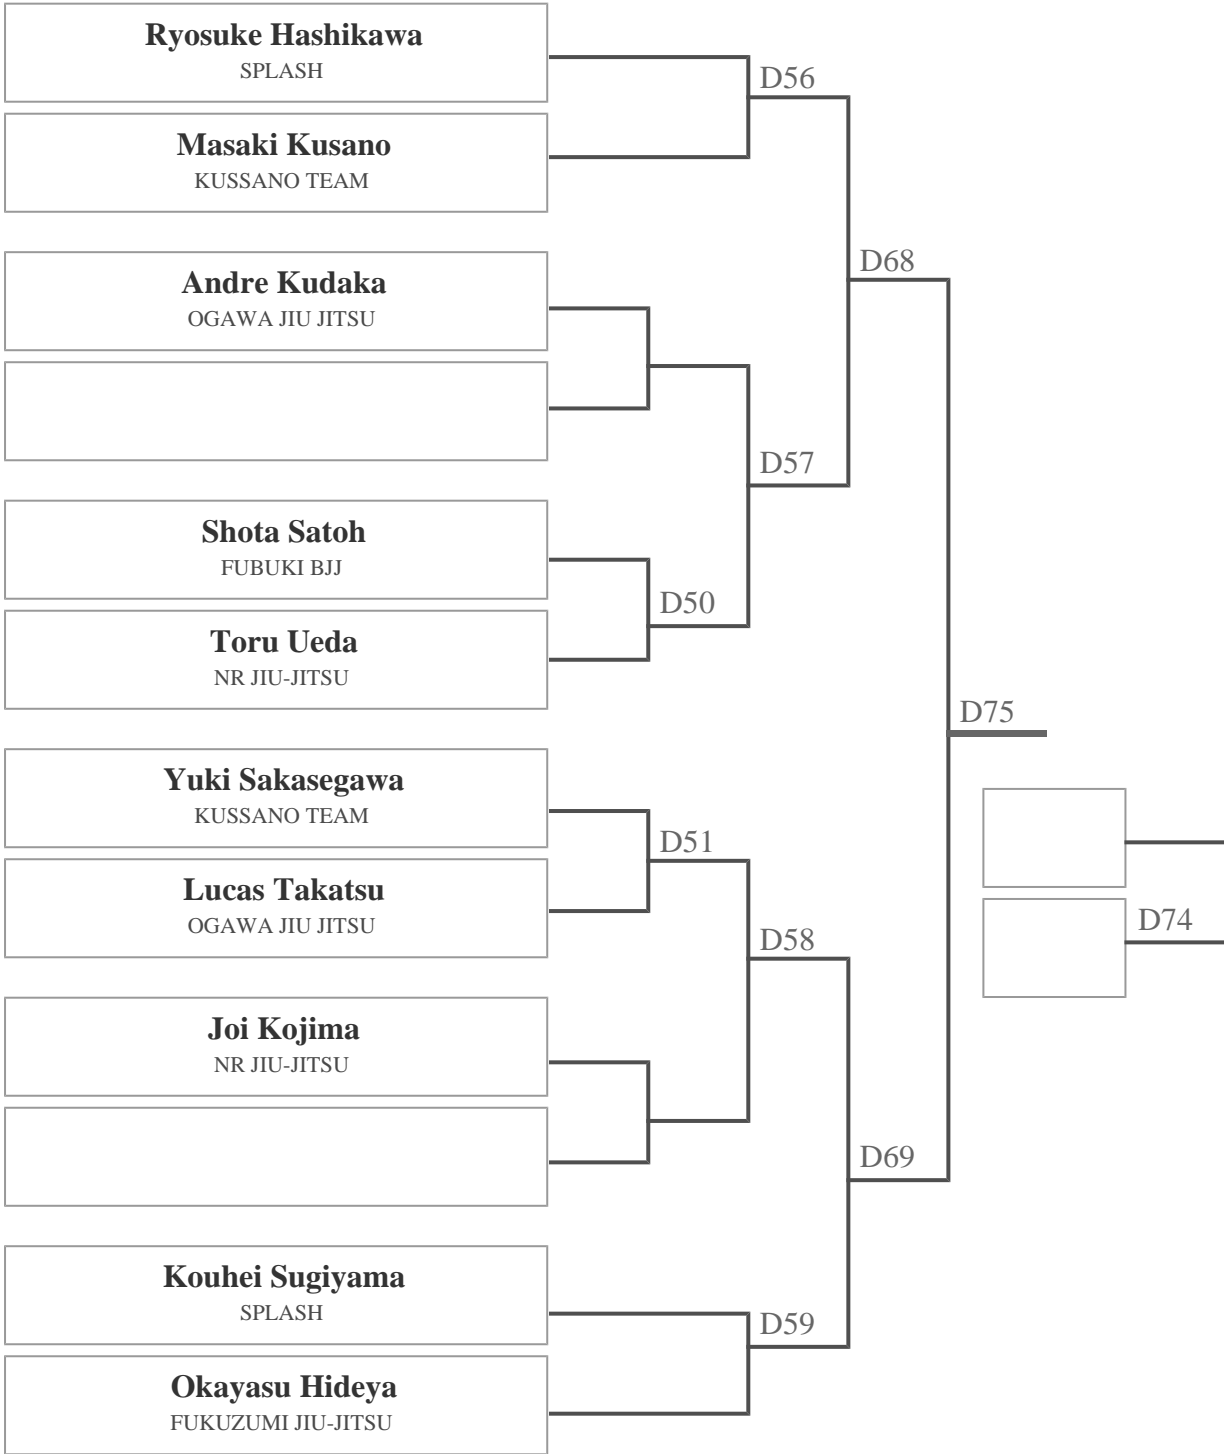 Ryosuke Hashikawa
SPLASH
D56
Masaki Kusano
KUSSANO TEAM
D68
Andre Kudaka
OGAWA JIU JITSU
D57
Shota Satoh
FUBUKI BJJ
D50
Toru Ueda
NR JIU-JITSU
D75
Yuki Sakasegawa
KUSSANO TEAM
D51
Lucas Takatsu
OGAWA JIU JITSU
D74
D58
Joi Kojima
NR JIU-JITSU
D69
Kouhei Sugiyama
SPLASH
D59
Okayasu Hideya
FUKUZUMI JIU-JITSU